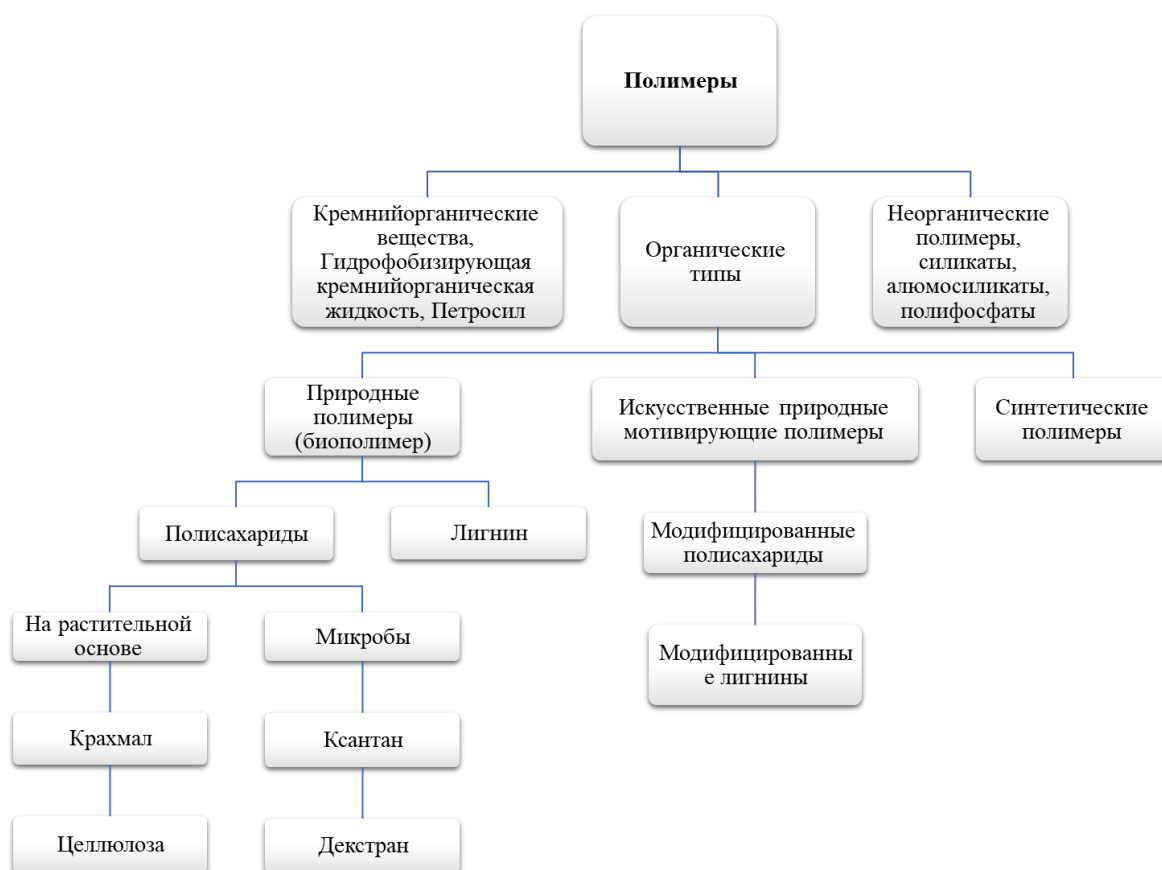 Полимеры
Кремнийорганические
вещества,
Гидрофобизирующая
кремнийорганическая
жидкость, Петросил
Органические
типы
Неорганические
полимеры,
силикаты,
алюмосиликаты,
полифосфаты
Природные
полимеры
(биополимер)
Искусственные природные
мотивирующие полимеры
Синтетические
полимеры
Полисахариды
Лигнин
Модифицированные
полисахариды
На растительной
основе
Микробы
Модифицированны
е лигнины
Крахмал
Ксантан
Целлюлоза
Декстран